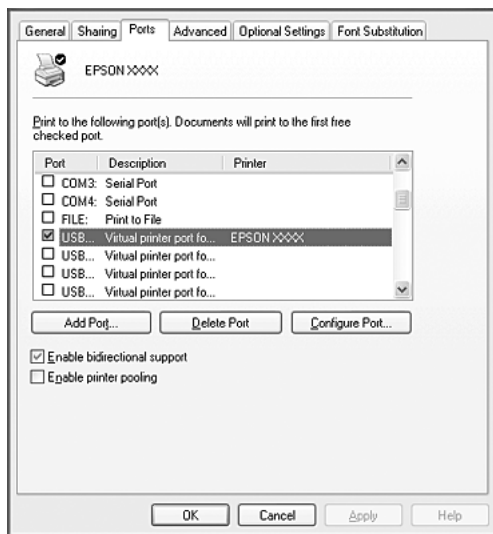 General Sharing Ports Advanced Optional Settings Font Substitution
EPSON XXXX
Print to the following port(s). Documents will print to the first free
checked port.
Port Description Printer
COM3: Serial Port
COM4: Serial Port
FILE: Print to File
USB... Virtual printer port fo... EPSON XXXX
USB... Virtual printer port fo...
USB... Virtual printer port fo...
USB... Virtual printer port fo...
Add Port... Delete Port Configure Port...
Enable bidirectional support
Enable printer pooling
OK Cancel Apply Help